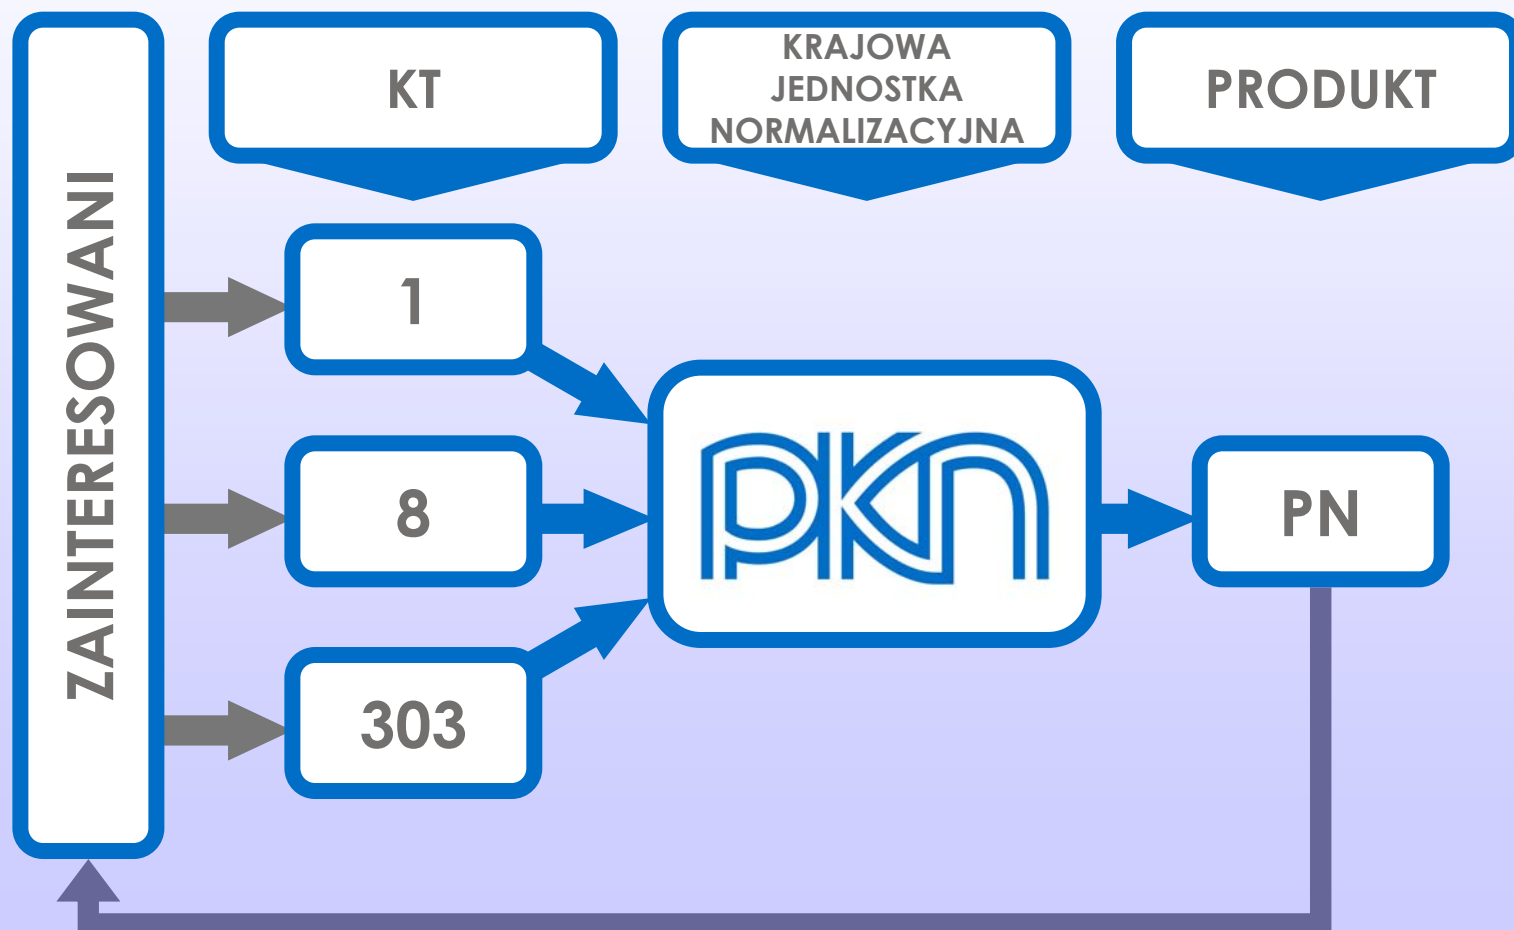 ZAINTERESOWANI
KT
KRAJOWA
JEDNOSTKA
NORMALIZACYJNA
PRODUKT
1
8
303
pkn
PN